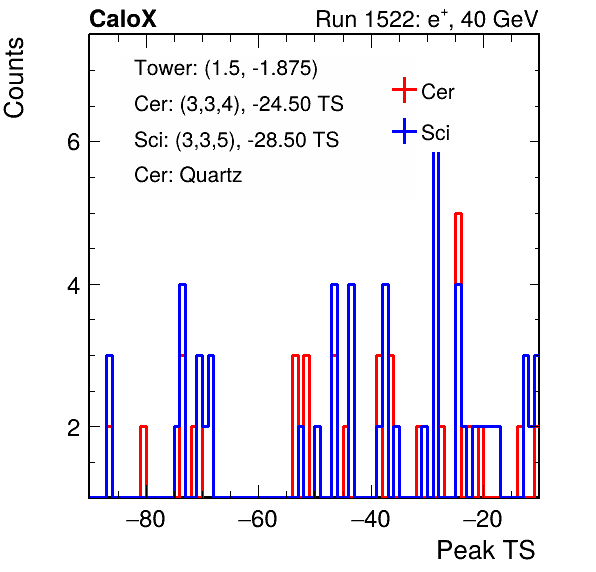 CaloX Run 1522: e⁺, 40 GeV
Counts
Tower: (1.5, -1.875)
Cer: (3,3,4), -24.50 TS
Sci: (3,3,5), -28.50 TS
Cer: Quartz
Cer
Sci
6
4
2
−80 −60 −40 −20
Peak TS